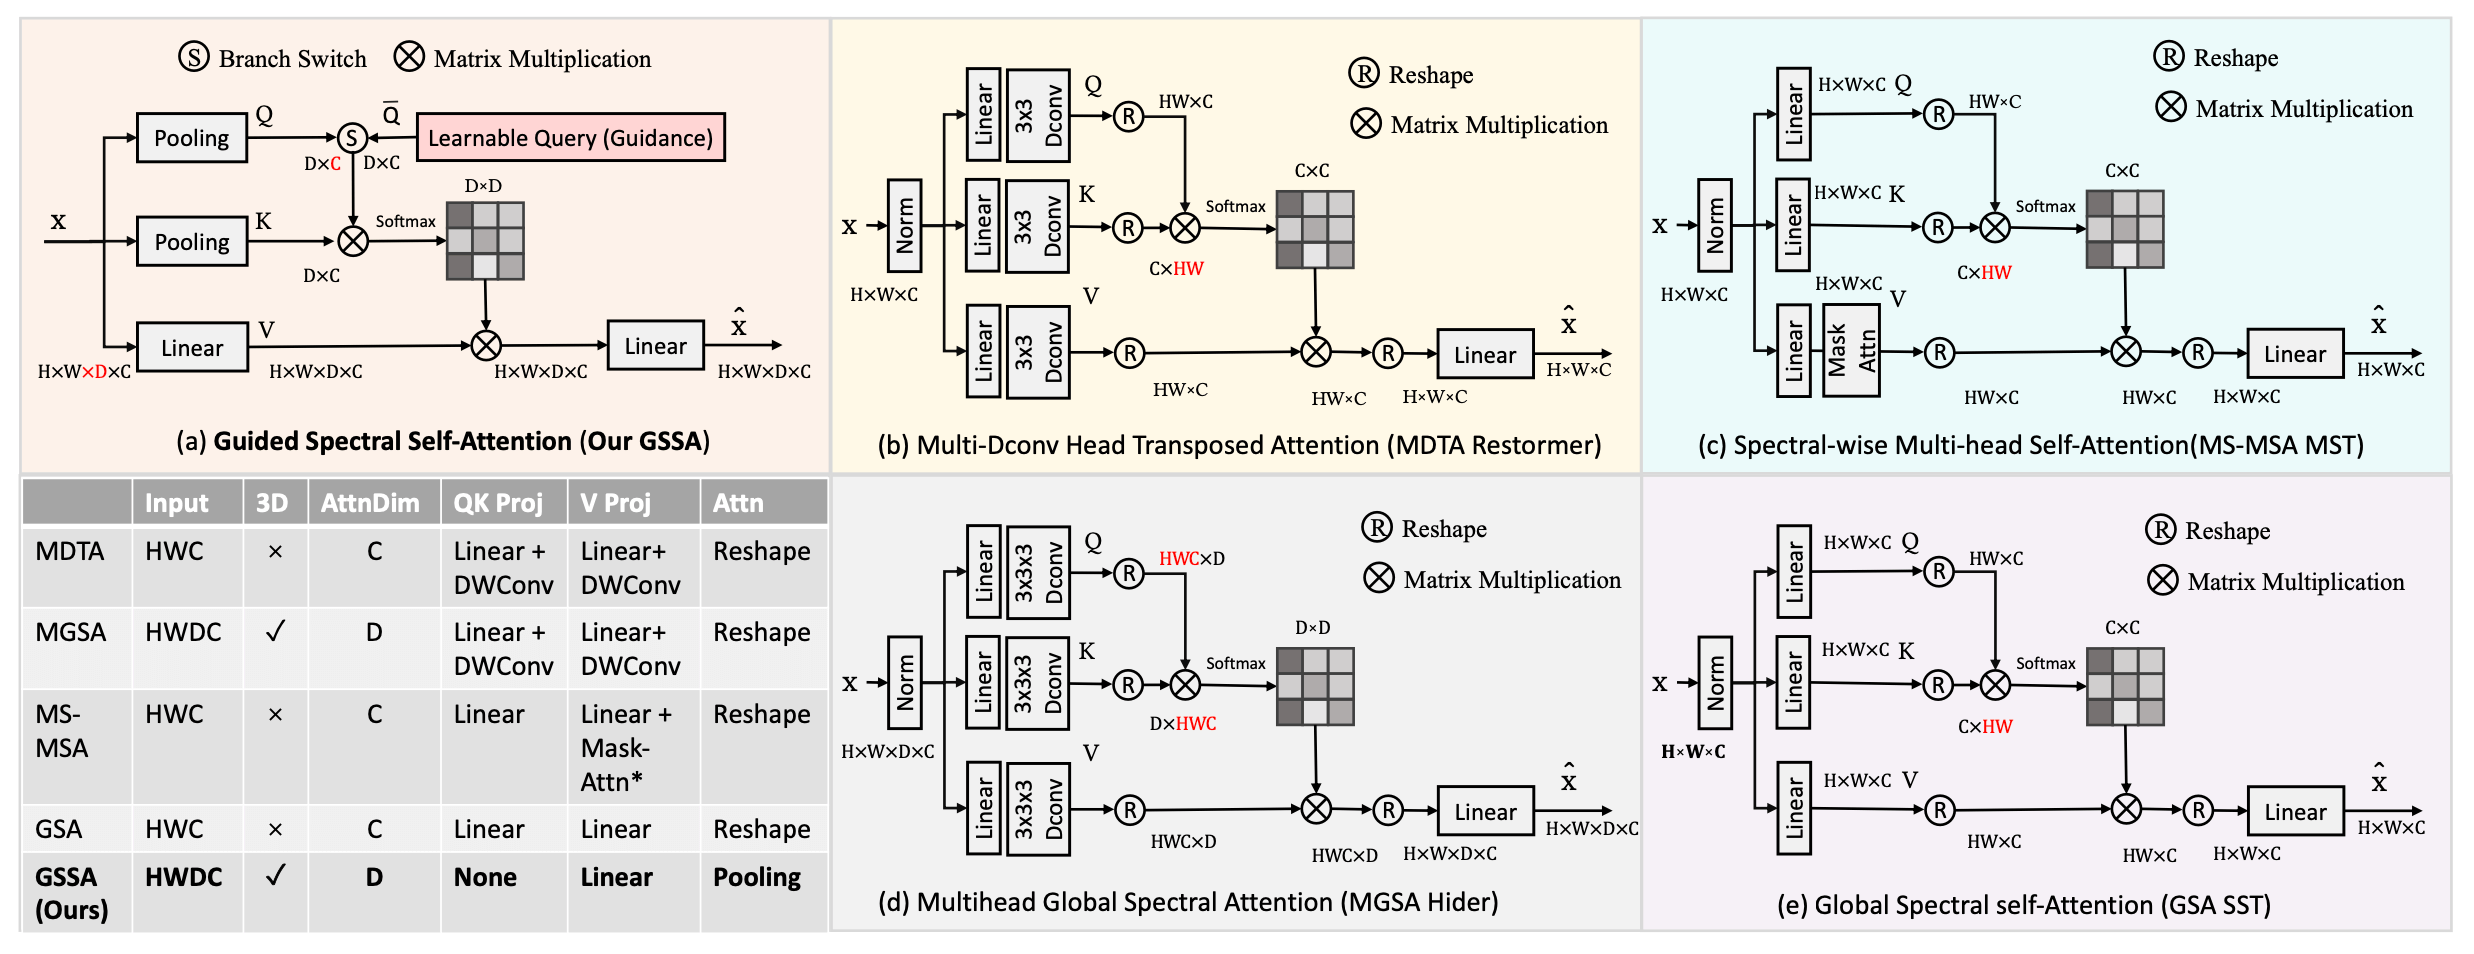 S Branch Switch ⊗ Matrix Multiplication
Q
Q̅
Pooling
S
Learnable Query (Guidance)
D×C D×C
D×D
x
K
Softmax
Pooling
D×C
V
x̂
Linear
Linear
H×W×D×C
H×W×D×C
H×W×D×C
H×W×D×C
(a) Guided Spectral Self-Attention (Our GSSA)
R Reshape
⊗ Matrix Multiplication
Linear
3x3 Dconv
Q
R
HW×C
C×C
x
Norm
Linear
3x3 Dconv
K
R
Softmax
H×W×C
C×HW
Linear
3x3 Dconv
V
R
R
Linear
x̂
HW×C
HW×C
H×W×C
H×W×C
(b) Multi-Dconv Head Transposed Attention (MDTA Restormer)
R Reshape
⊗ Matrix Multiplication
Linear
H×W×C Q
R
HW×C
C×C
x
Norm
Linear
H×W×C K
R
Softmax
H×W×C
C×HW
H×W×C V
Linear
Mask Attn
R
R
Linear
x̂
HW×C
HW×C
H×W×C
H×W×C
(c) Spectral-wise Multi-head Self-Attention(MS-MSA MST)
Input 3D AttnDim QK Proj V Proj Attn
MDTA HWC × C Linear + Linear+ Reshape
DWConv DWConv
MGSA HWDC ✓ D Linear + Linear+ Reshape
DWConv DWConv
MS- HWC × C Linear Linear + Reshape
MSA Mask-
Attn*
GSA HWC × C Linear Linear Reshape
GSSA HWDC ✓ D None Linear Pooling
(Ours)
R Reshape
⊗ Matrix Multiplication
Linear
3x3x3 Dconv
Q
R
HWC×D
D×D
x
Norm
Linear
3x3x3 Dconv
K
R
Softmax
H×W×D×C
D×HWC
Linear
3x3x3 Dconv
V
R
R
Linear
x̂
HWC×D
HWC×D
H×W×D×C
H×W×D×C
(d) Multihead Global Spectral Attention (MGSA Hider)
R Reshape
⊗ Matrix Multiplication
Linear
H×W×C Q
R
HW×C
C×C
x
Norm
Linear
H×W×C K
R
Softmax
H×W×C
C×HW
Linear
H×W×C V
R
R
Linear
x̂
HW×C
HW×C
H×W×C
H×W×C
(e) Global Spectral self-Attention (GSA SST)